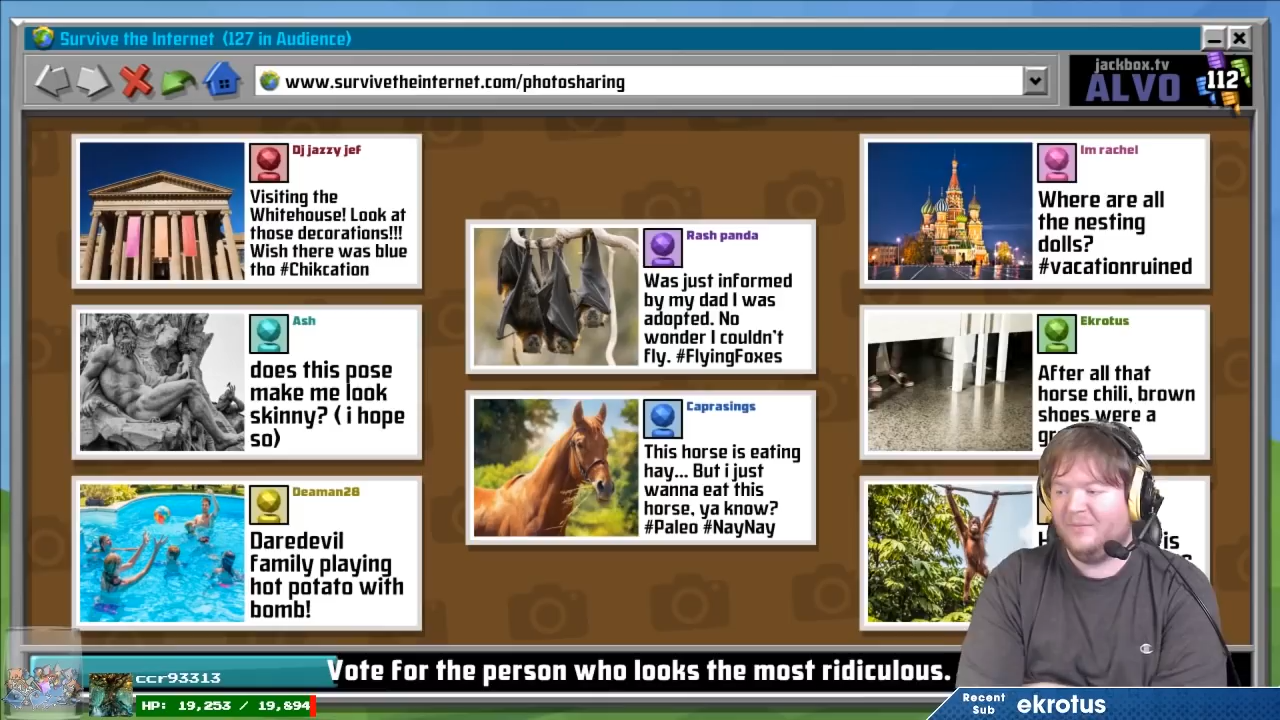 Survive the Internet (127 in Audience)
www.survivetheinternet.com/photosharing
jackbox.tv
ALVO
112
Dj jazzy jef
Visiting the
Whitehouse! Look at
those decorations!!!
Wish there was blue
tho #Chikcation
Ash
does this pose
make me look
skinny? ( i hope
so)
Deaman28
Daredevil
family playing
hot potato with
bomb!
Rash panda
Was just informed
by my dad I was
adopted. No
wonder I couldn't
fly. #FlyingFoxes
Caprasings
This horse is eating
hay... But i just
wanna eat this
horse, ya know?
#Paleo #NayNay
Im rachel
Where are all
the nesting
dolls?
#vacationruined
Ekrotus
After all that
horse chili, brown
shoes were a
Vote for the person who looks the most ridiculous.
ccr93313
HP: 19,253 / 19,894
Recent
Sub
ekrotus